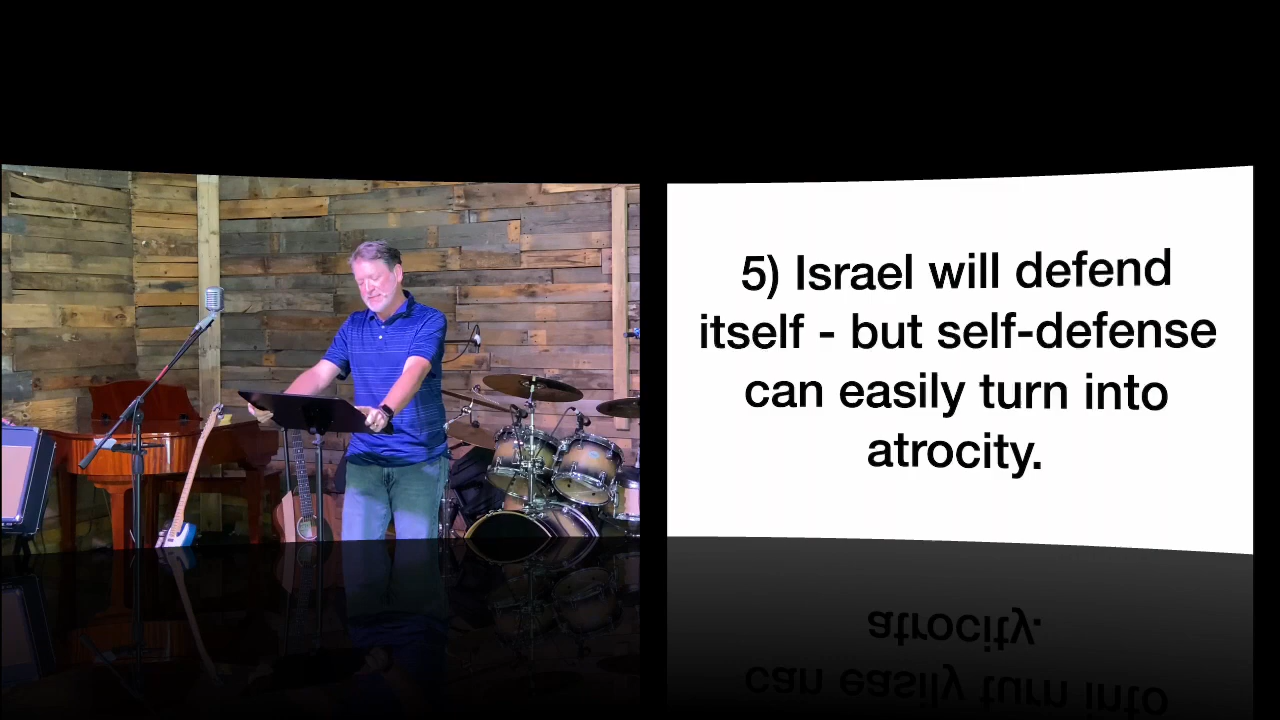 5) Israel will defend
itself - but self-defense
can easily turn into
atrocity.